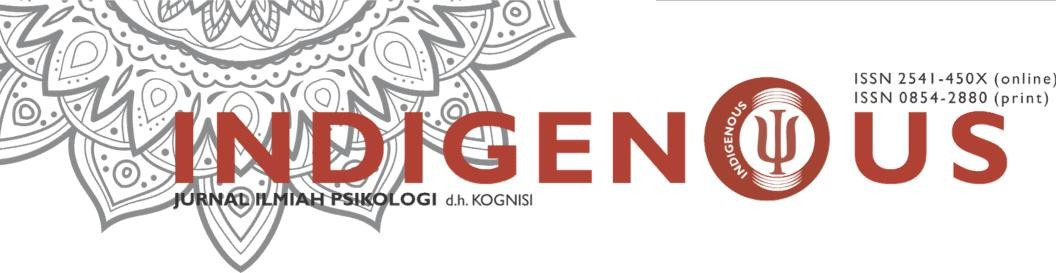 ISSN 2541-450X (online)
ISSN 0854-2880 (print)
INDIGENOUS
INDIGENOUS
JURNAL ILMIAH PSIKOLOGI d.h. KOGNISI